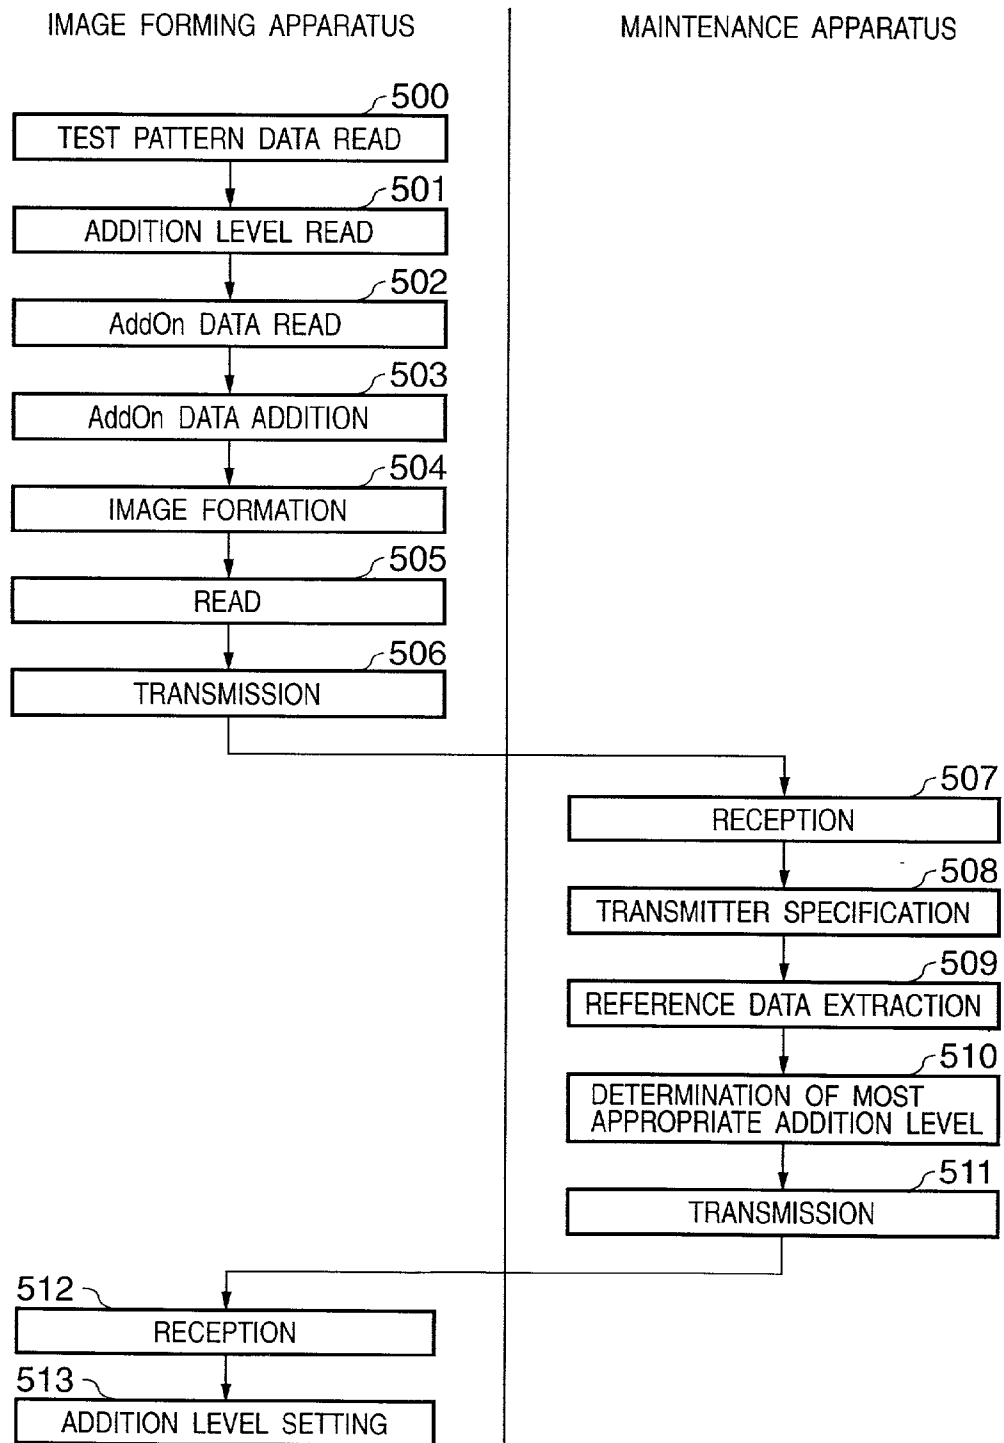 IMAGE FORMING APPARATUS
MAINTENANCE APPARATUS
500
TEST PATTERN DATA READ
501
ADDITION LEVEL READ
502
AddOn DATA READ
503
AddOn DATA ADDITION
504
IMAGE FORMATION
505
READ
506
TRANSMISSION
507
RECEPTION
508
TRANSMITTER SPECIFICATION
509
REFERENCE DATA EXTRACTION
510
DETERMINATION OF MOST
APPROPRIATE ADDITION LEVEL
511
TRANSMISSION
512
RECEPTION
513
ADDITION LEVEL SETTING